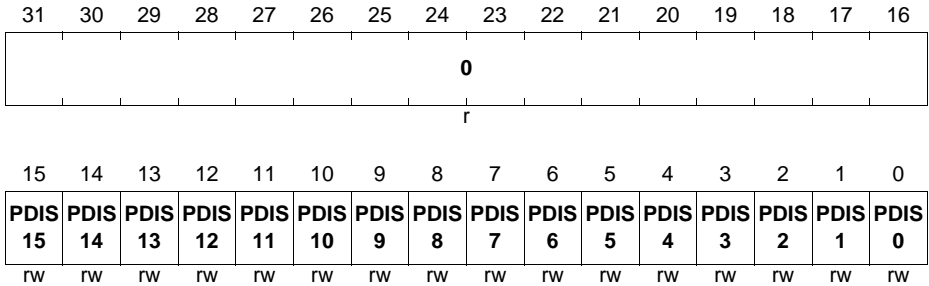 31 30 29 28 27 26 25 24 23 22 21 20 19 18 17 16
0
r
15 14 13 12 11 10 9 8 7 6 5 4 3 2 1 0
PDIS PDIS PDIS PDIS PDIS PDIS PDIS PDIS PDIS PDIS PDIS PDIS PDIS PDIS PDIS PDIS
15 14 13 12 11 10 9 8 7 6 5 4 3 2 1 0
rw rw rw rw rw rw rw rw rw rw rw rw rw rw rw rw